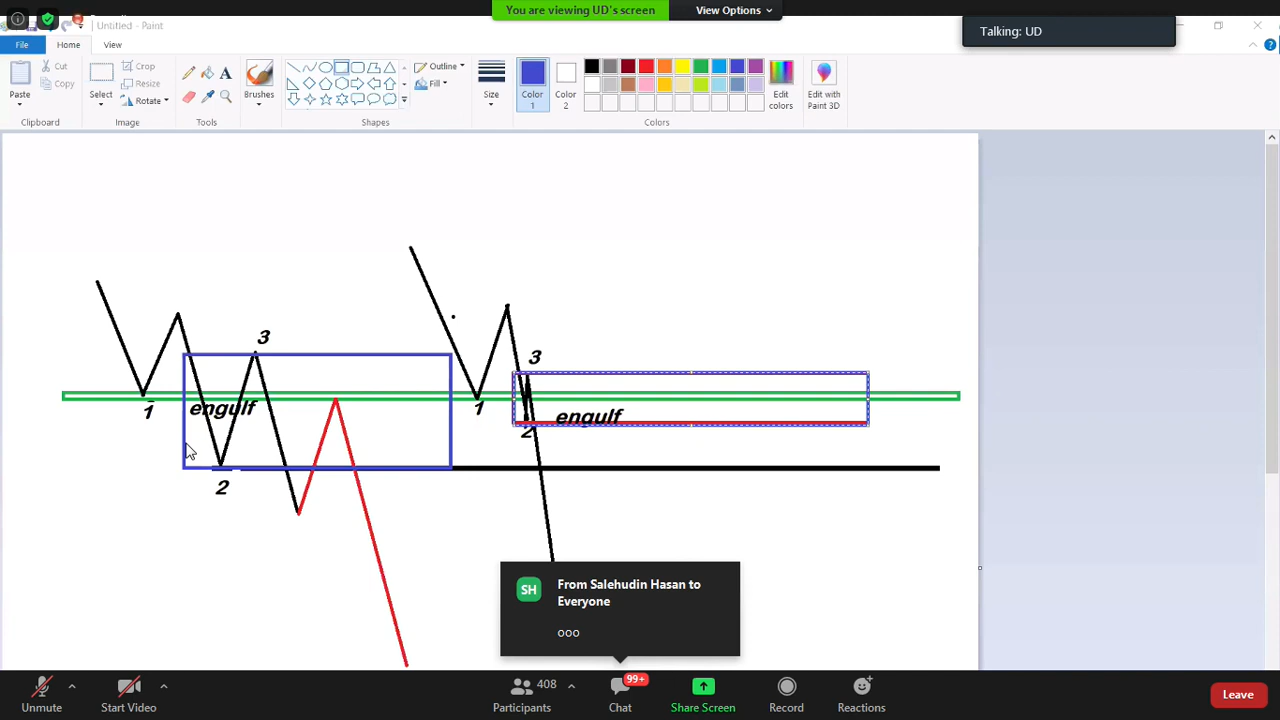 You are viewing UD's screen
View Options
Talking: UD
Untitled - Paint
File
Home
View
Paste
Cut
Copy
Clipboard
Select
Crop
Resize
Rotate
Image
Tools
Brushes
Outline
Fill
Shapes
Size
Color
1
Color
2
Edit
colors
Colors
Edit with
Paint 3D
3
1
engulf
2
3
1
engulf
2
SH
From Salehudin Hasan to
Everyone
ooo
Unmute
Start Video
408
Participants
99+
Chat
Share Screen
Record
Reactions
Leave